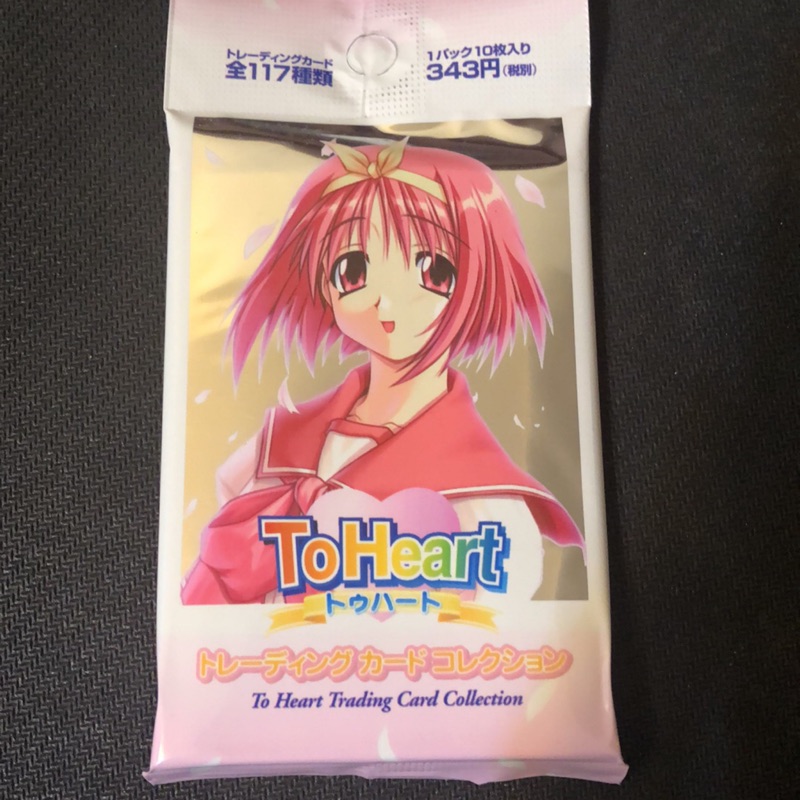 トレーディングカード
全117種類
1パック10枚入り
343円(税別)
ToHeart
トゥハート
トレーディング カード コレクション
To Heart Trading Card Collection